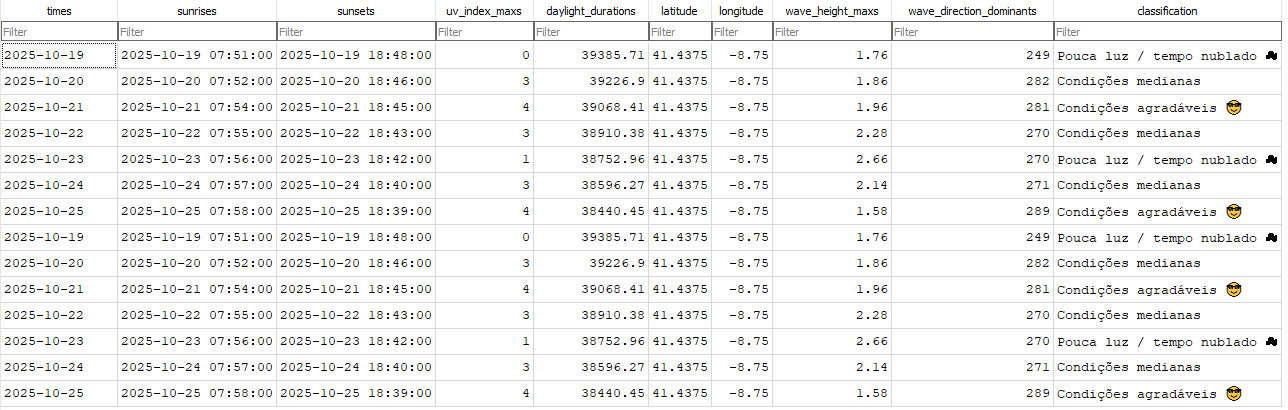 times sunrises sunsets uv_index_maxs daylight_durations latitude longitude wave_height_maxs wave_direction_dominants classification
Filter Filter Filter Filter Filter Filter Filter Filter Filter Filter
2025-10-19 2025-10-19 07:51:00 2025-10-19 18:48:00 0 39385.71 41.4375 -8.75 1.76 249 Pouca luz / tempo nublado ☁
2025-10-20 2025-10-20 07:52:00 2025-10-20 18:46:00 3 39226.9 41.4375 -8.75 1.86 282 Condições medianas
2025-10-21 2025-10-21 07:54:00 2025-10-21 18:45:00 4 39068.41 41.4375 -8.75 1.96 281 Condições agradáveis 😎
2025-10-22 2025-10-22 07:55:00 2025-10-22 18:43:00 3 38910.38 41.4375 -8.75 2.28 270 Condições medianas
2025-10-23 2025-10-23 07:56:00 2025-10-23 18:42:00 1 38752.96 41.4375 -8.75 2.66 270 Pouca luz / tempo nublado ☁
2025-10-24 2025-10-24 07:57:00 2025-10-24 18:40:00 3 38596.27 41.4375 -8.75 2.14 271 Condições medianas
2025-10-25 2025-10-25 07:58:00 2025-10-25 18:39:00 4 38440.45 41.4375 -8.75 1.58 289 Condições agradáveis 😎
2025-10-19 2025-10-19 07:51:00 2025-10-19 18:48:00 0 39385.71 41.4375 -8.75 1.76 249 Pouca luz / tempo nublado ☁
2025-10-20 2025-10-20 07:52:00 2025-10-20 18:46:00 3 39226.9 41.4375 -8.75 1.86 282 Condições medianas
2025-10-21 2025-10-21 07:54:00 2025-10-21 18:45:00 4 39068.41 41.4375 -8.75 1.96 281 Condições agradáveis 😎
2025-10-22 2025-10-22 07:55:00 2025-10-22 18:43:00 3 38910.38 41.4375 -8.75 2.28 270 Condições medianas
2025-10-23 2025-10-23 07:56:00 2025-10-23 18:42:00 1 38752.96 41.4375 -8.75 2.66 270 Pouca luz / tempo nublado ☁
2025-10-24 2025-10-24 07:57:00 2025-10-24 18:40:00 3 38596.27 41.4375 -8.75 2.14 271 Condições medianas
2025-10-25 2025-10-25 07:58:00 2025-10-25 18:39:00 4 38440.45 41.4375 -8.75 1.58 289 Condições agradáveis 😎